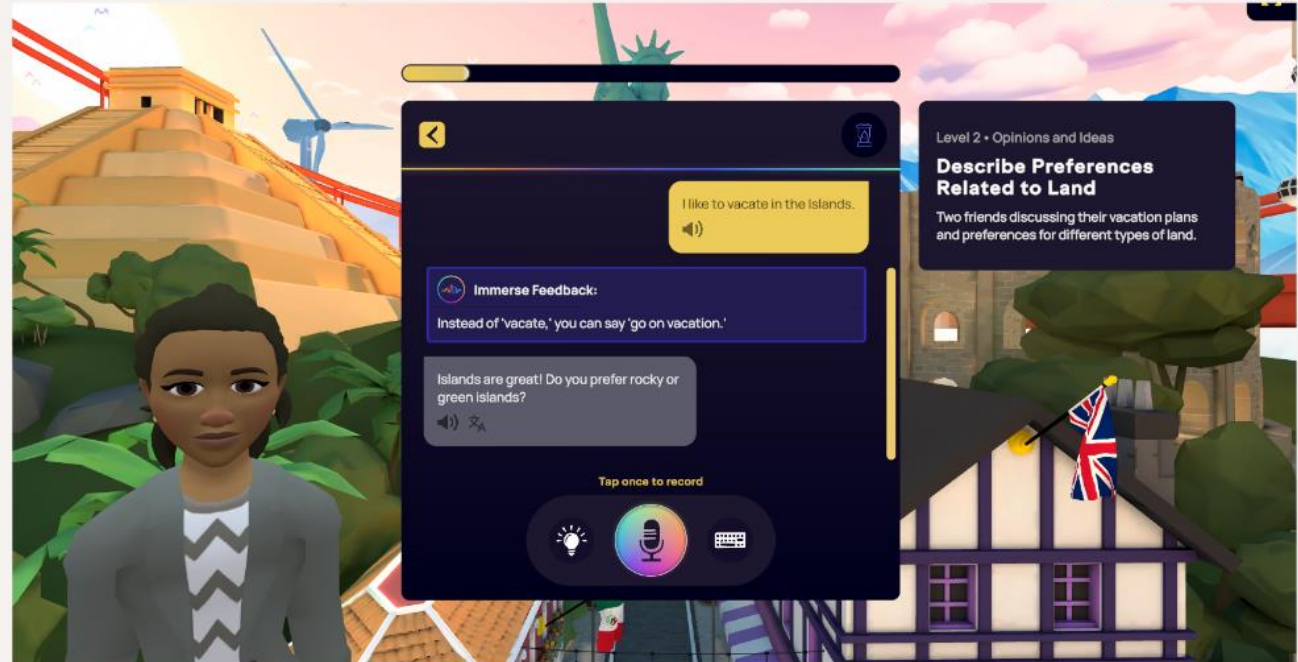 I like to vacate in the Islands.
Immerse Feedback:
Instead of 'vacate,' you can say 'go on vacation.'
Islands are great! Do you prefer rocky or
green islands?
Tap once to record
Level 2 • Opinions and Ideas
Describe Preferences
Related to Land
Two friends discussing their vacation plans
and preferences for different types of land.